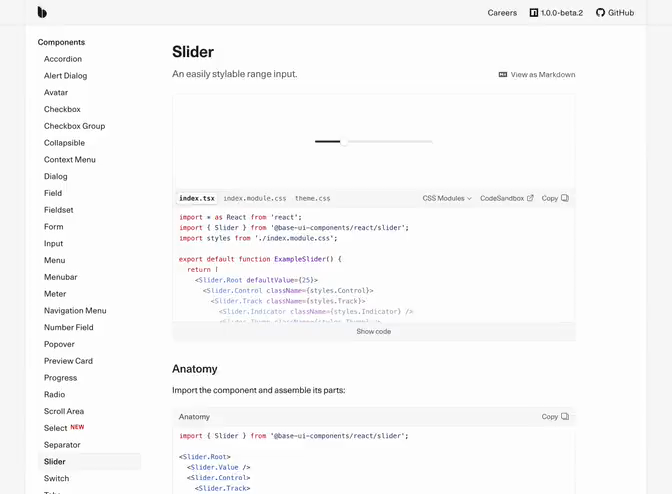 Careers
1.0.0-beta.2
GitHub
Components
Accordion
Alert Dialog
Avatar
Checkbox
Checkbox Group
Collapsible
Context Menu
Dialog
Field
Fieldset
Form
Input
Menu
Menubar
Meter
Navigation Menu
Number Field
Popover
Preview Card
Progress
Radio
Scroll Area
Select NEW
Separator
Slider
Switch
Slider
An easily stylable range input.
View as Markdown
index.tsx index.module.css theme.css
CSS Modules CodeSandbox Copy
import * as React from 'react';
import { Slider } from '@base-ui-components/react/slider';
import styles from './index.module.css';
export default function ExampleSlider() {
return (
<Slider.Root defaultValue={25}>
<Slider.Control className={styles.Control}>
<Slider.Track className={styles.Track}>
<Slider.Indicator className={styles.Indicator} />
<Slider.Thumb className={styles.Thumb} />
Show code
Anatomy
Import the component and assemble its parts:
Anatomy
Copy
import { Slider } from '@base-ui-components/react/slider';
<Slider.Root>
<Slider.Value />
<Slider.Control>
<Slider.Track>